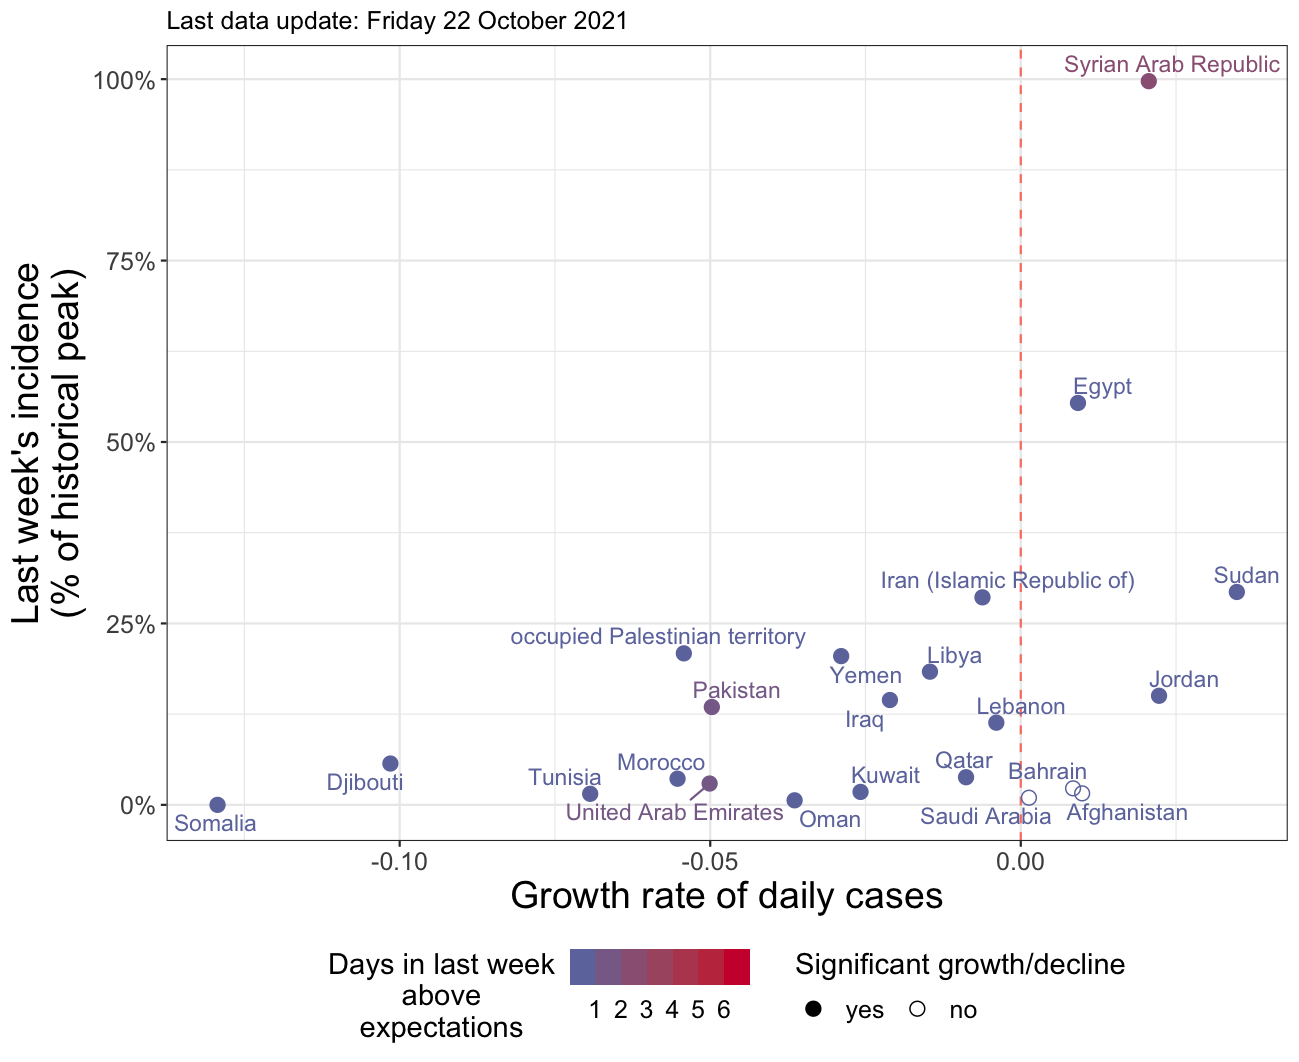 Last data update: Friday 22 October 2021
Last week's incidence
(% of historical peak)
100%
75%
50%
25%
0%
Syrian Arab Republic
Egypt
Sudan
Iran (Islamic Republic of)
occupied Palestinian territory
Libya
Yemen
Jordan
Pakistan
Lebanon
Iraq
Qatar
Morocco
Bahrain
Kuwait
Tunisia
Djibouti
United Arab Emirates
Afghanistan
Saudi Arabia
Oman
Somalia
-0.10
-0.05
0.00
Growth rate of daily cases
Days in last week
above
expectations
1 2 3 4 5 6
Significant growth/decline
yes no